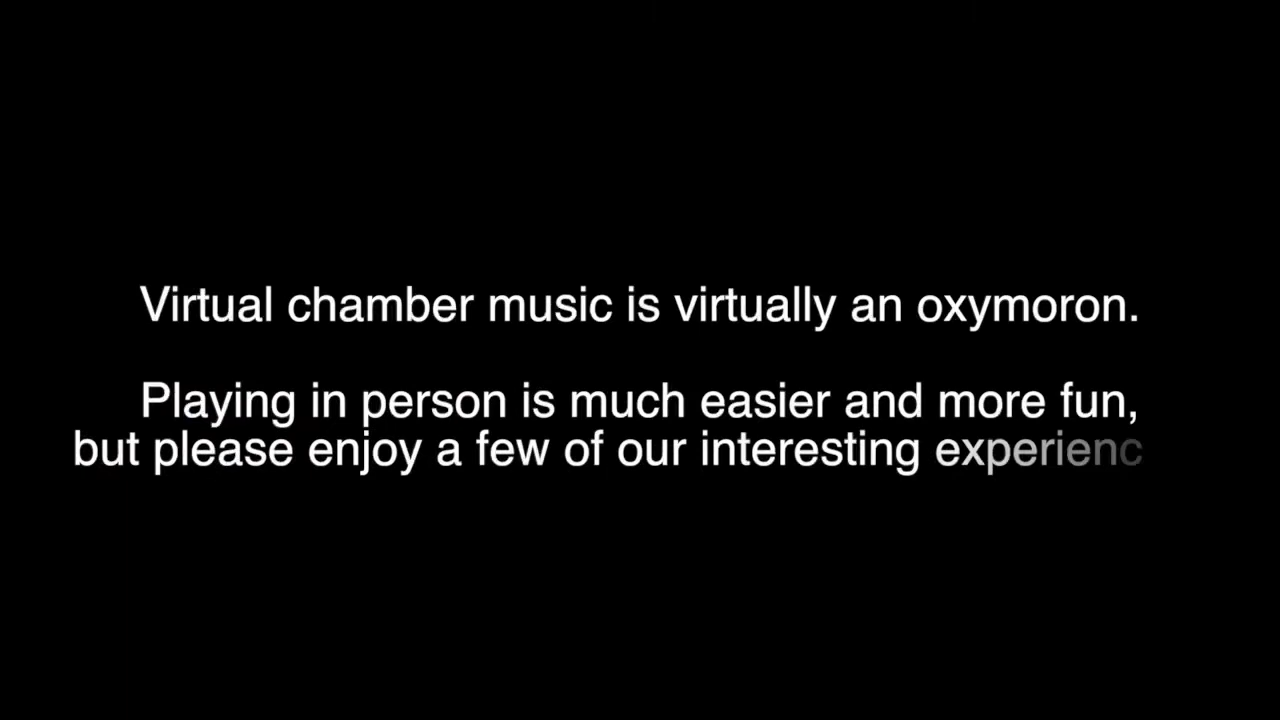 Virtual chamber music is virtually an oxymoron.
Playing in person is much easier and more fun,
but please enjoy a few of our interesting experienc